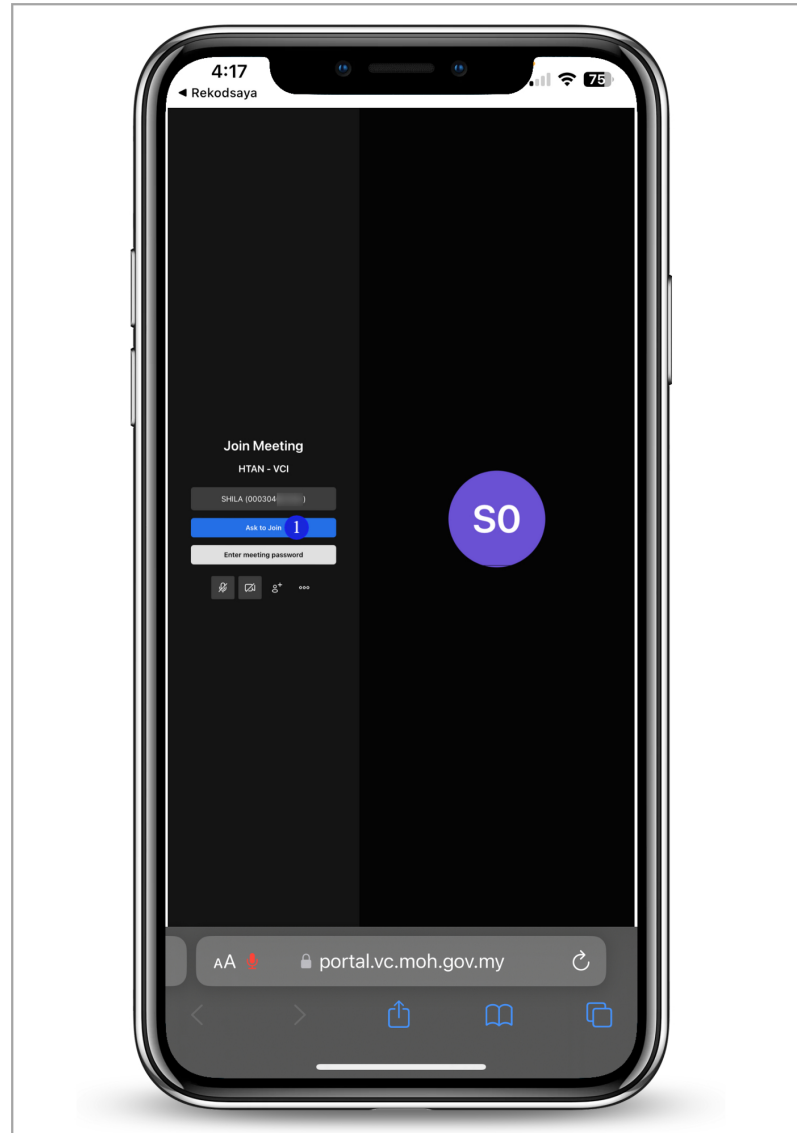 4:17
75
◀ Rekodsaya
Join Meeting
HTAN - VCI
SHILA (000304 )
Ask to Join 1
Enter meeting password
S0
AA portal.vc.moh.gov.my